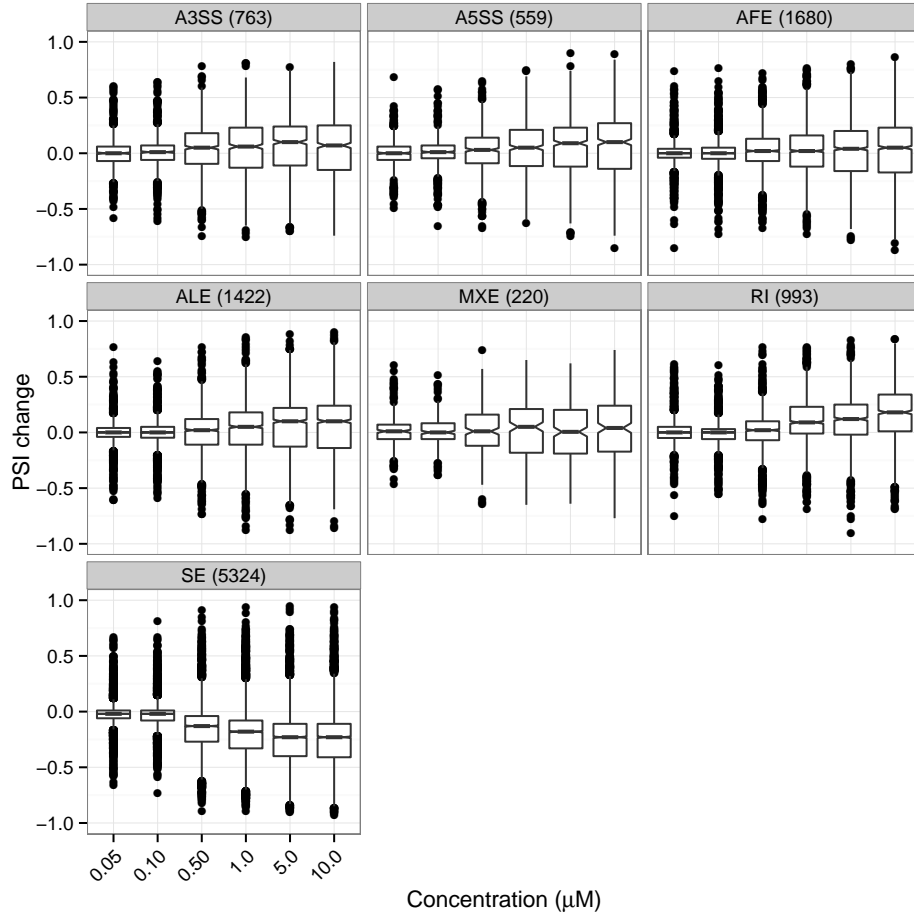 A3SS (763)
A5SS (559)
AFE (1680)
1.0
0.5
0.0
−0.5
−1.0
ALE (1422)
MXE (220)
RI (993)
1.0
0.5
0.0
−0.5
−1.0
SE (5324)
1.0
0.5
0.0
−0.5
−1.0
PSI change
0.05
0.10
0.50
1.0
5.0
10.0
Concentration (μM)